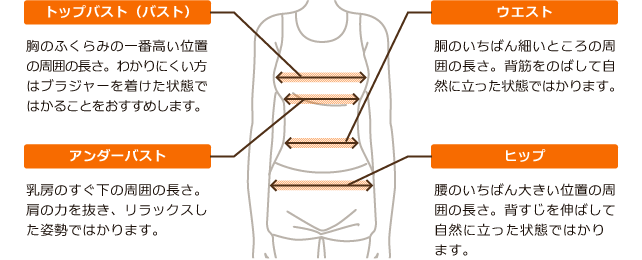 トップバスト（バスト）
胸のふくらみの一番高い位置
の周囲の長さ。わかりにくい方
はブラジャーを着けた状態で
はかることをおすすめします。
アンダーバスト
乳房のすぐ下の周囲の長さ。
肩の力を抜き、リラックスし
た姿勢ではかります。
ウエスト
胴のいちばん細いところの周
囲の長さ。背筋をのばして自
然に立った状態ではかります。
ヒップ
腰のいちばん大きい位置の周
囲の長さ。背すじを伸ばして
自然に立った状態ではかり
ます。